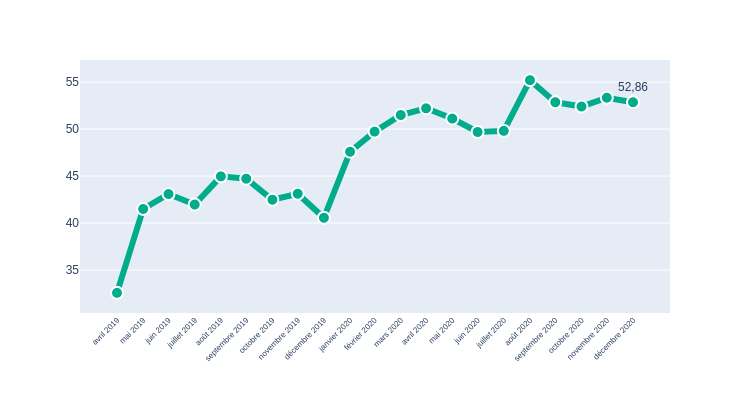 55
50
45
40
35
52,86
avril 2019
mai 2019
juin 2019
juillet 2019
août 2019
septembre 2019
octobre 2019
novembre 2019
décembre 2019
janvier 2020
février 2020
mars 2020
avril 2020
mai 2020
juin 2020
juillet 2020
août 2020
septembre 2020
octobre 2020
novembre 2020
décembre 2020